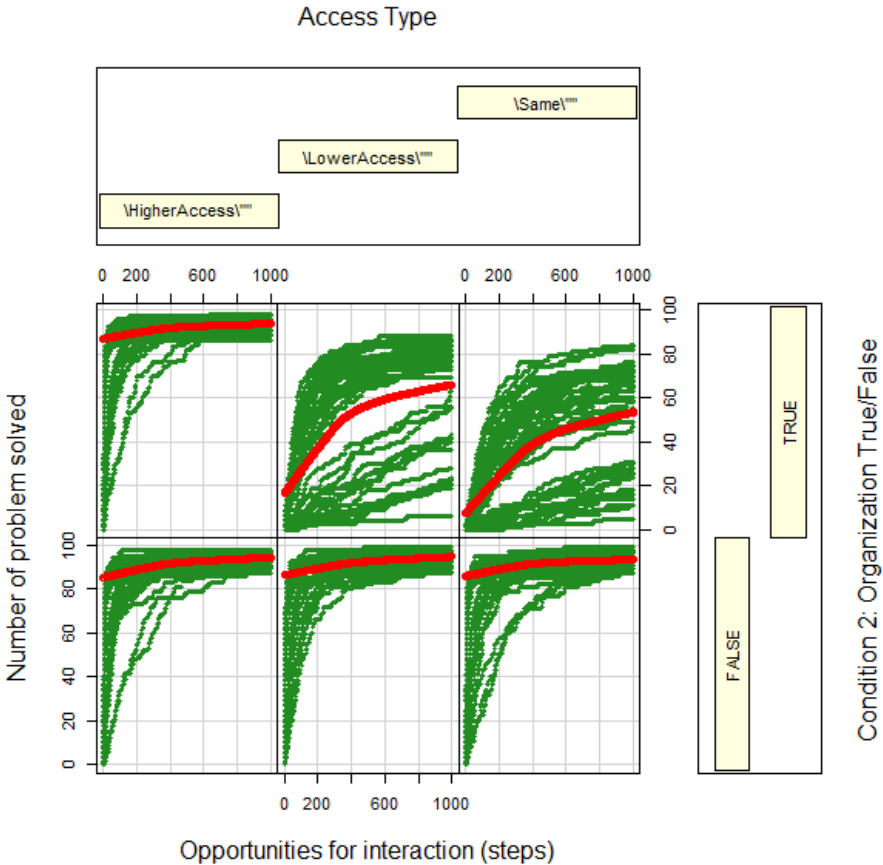 Access Type
\Same\"""
\LowerAccess\"""
\HigherAccess\"""
0 200 600 1000 0 200 600 1000
0 20 40 60 80 100
TRUE
Condition 2: Organization True/False
Number of problem solved
0 20 40 60 80 100
FALSE
0 200 600 1000
Opportunities for interaction (steps)